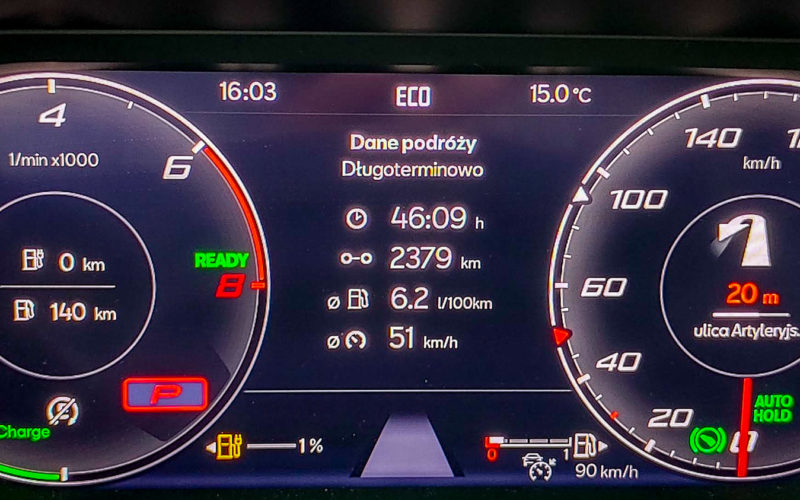 16:03 ECO 15.0 °C
Dane podróży
Długoterminowo
46:09 h
2379 km
ø 6.2 l/100km
ø 51 km/h
4
1/min x1000
6
READY
8
0 km
140 km
P
Charge
1%
140
km/h
100
60
40
20
0
20 m
ulica Artyleryjs..
AUTO
HOLD
0 1
90 km/h